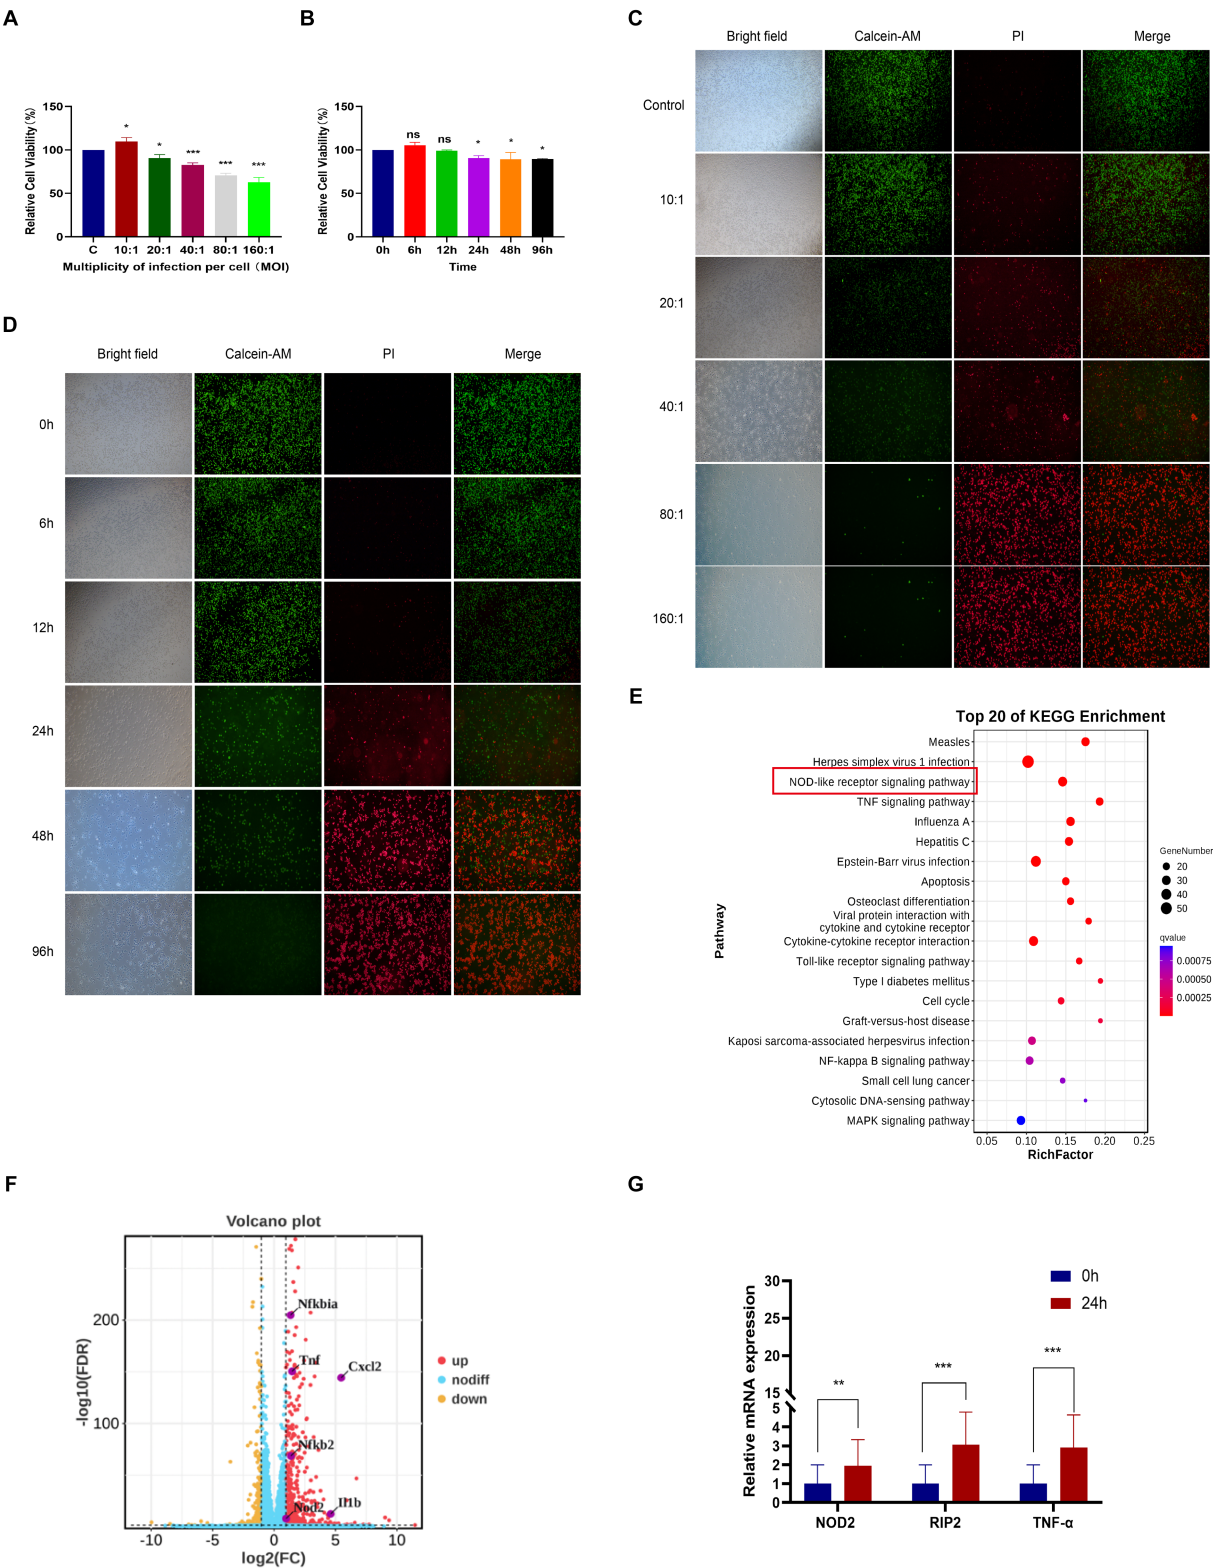 A
B
C
150
100
50
0
Relative Cell Viability (%)
*
*
***
***
***
C 10:1 20:1 40:1 80:1 160:1
Multiplicity of infection per cell (MOI)
150
100
50
0
Relative Cell Viability (%)
ns
ns
*
*
*
0h 6h 12h 24h 48h 96h
Time
Bright field Calcein-AM PI Merge
Control
10:1
20:1
40:1
80:1
160:1
D
Bright field Calcein-AM PI Merge
0h
6h
12h
24h
48h
96h
E
Top 20 of KEGG Enrichment
Pathway
Measles
Herpes simplex virus 1 infection
NOD-like receptor signaling pathway
TNF signaling pathway
Influenza A
Hepatitis C
Epstein-Barr virus infection
Apoptosis
Osteoclast differentiation
Viral protein interaction with
cytokine and cytokine receptor
Cytokine-cytokine receptor interaction
Toll-like receptor signaling pathway
Type I diabetes mellitus
Cell cycle
Graft-versus-host disease
Kaposi sarcoma-associated herpesvirus infection
NF-kappa B signaling pathway
Small cell lung cancer
Cytosolic DNA-sensing pathway
MAPK signaling pathway
0.05 0.10 0.15 0.20 0.25
RichFactor
GeneNumber
20
30
40
50
qvalue
0.00075
0.00050
0.00025
F
Volcano plot
-log10(FDR)
200
100
0
-10 -5 0 5 10
log2(FC)
Nfkbia
Tnf
Cxcl2
Nfkb2
Nod2
Il1b
up
nodiff
down
G
Relative mRNA expression
30
25
20
15
5
4
3
2
1
0
**
***
***
0h
24h
NOD2 RIP2 TNF-α